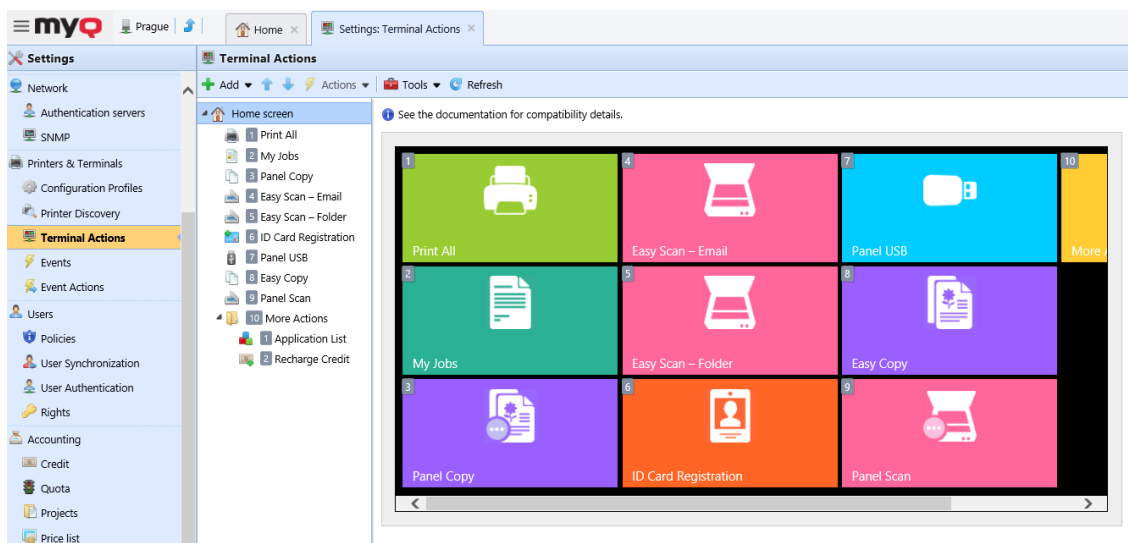 myQ
Prague
Home
Settings: Terminal Actions
Settings
Terminal Actions
Network
Authentication servers
SNMP
Printers & Terminals
Configuration Profiles
Printer Discovery
Terminal Actions
Events
Event Actions
Users
Policies
User Synchronization
User Authentication
Rights
Accounting
Credit
Quota
Projects
Price list
Add
Actions
Tools
Refresh
Home screen
1 Print All
2 My Jobs
3 Panel Copy
4 Easy Scan – Email
5 Easy Scan – Folder
6 ID Card Registration
7 Panel USB
8 Easy Copy
9 Panel Scan
10 More Actions
1 Application List
2 Recharge Credit
See the documentation for compatibility details.
1
Print All
4
Easy Scan – Email
7
Panel USB
10
More
2
My Jobs
5
Easy Scan – Folder
8
Easy Copy
3
Panel Copy
6
ID Card Registration
9
Panel Scan